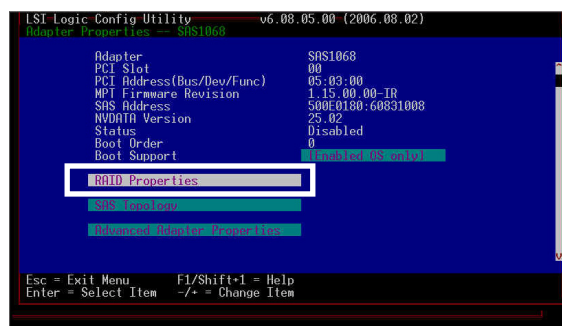 LSI Logic Config Utility v6.08.05.00 (2006.08.02)
Adapter Properties -- SAS1068
Adapter SAS1068
PCI Slot 00
PCI Address(Bus/Dev/Func) 05:03:00
MPT Firmware Revision 1.15.00.00-IR
SAS Address 500E0180:60831008
NVDATA Version 25.02
Status Disabled
Boot Order 0
Boot Support [Enabled OS only]
RAID Properties
SAS Topology
Advanced Adapter Properties
Esc = Exit Menu F1/Shift+1 = Help
Enter = Select Item -/+ = Change Item